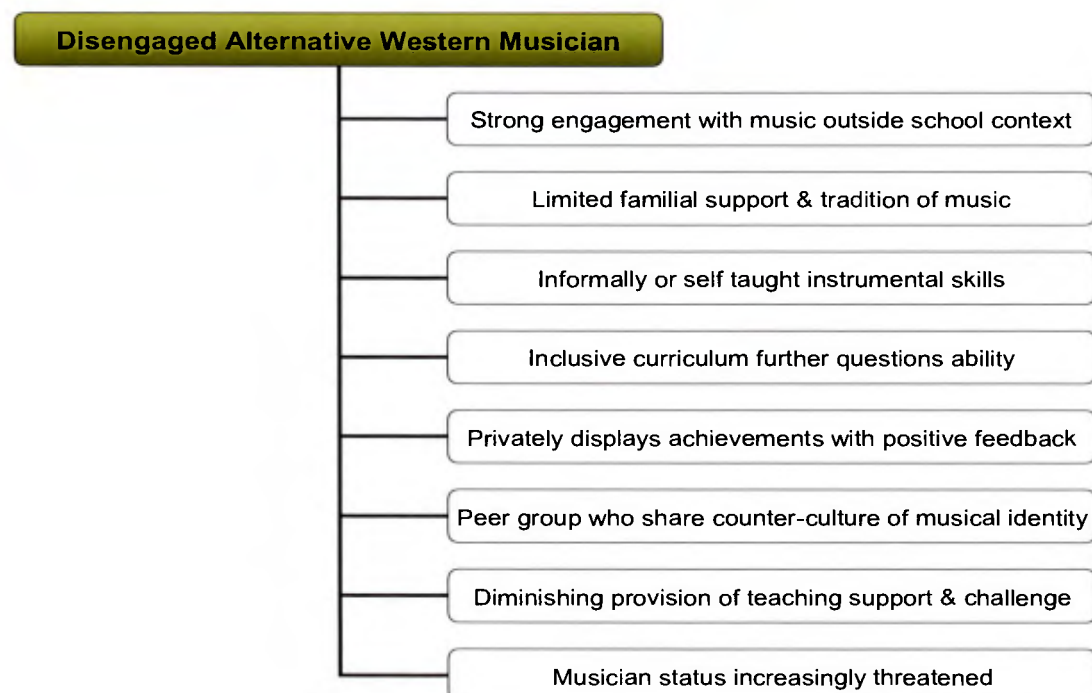 Disengaged Alternative Western Musician
Strong engagement with music outside school context
Limited familial support & tradition of music
Informally or self taught instrumental skills
Inclusive curriculum further questions ability
Privately displays achievements with positive feedback
Peer group who share counter-culture of musical identity
Diminishing provision of teaching support & challenge
Musician status increasingly threatened